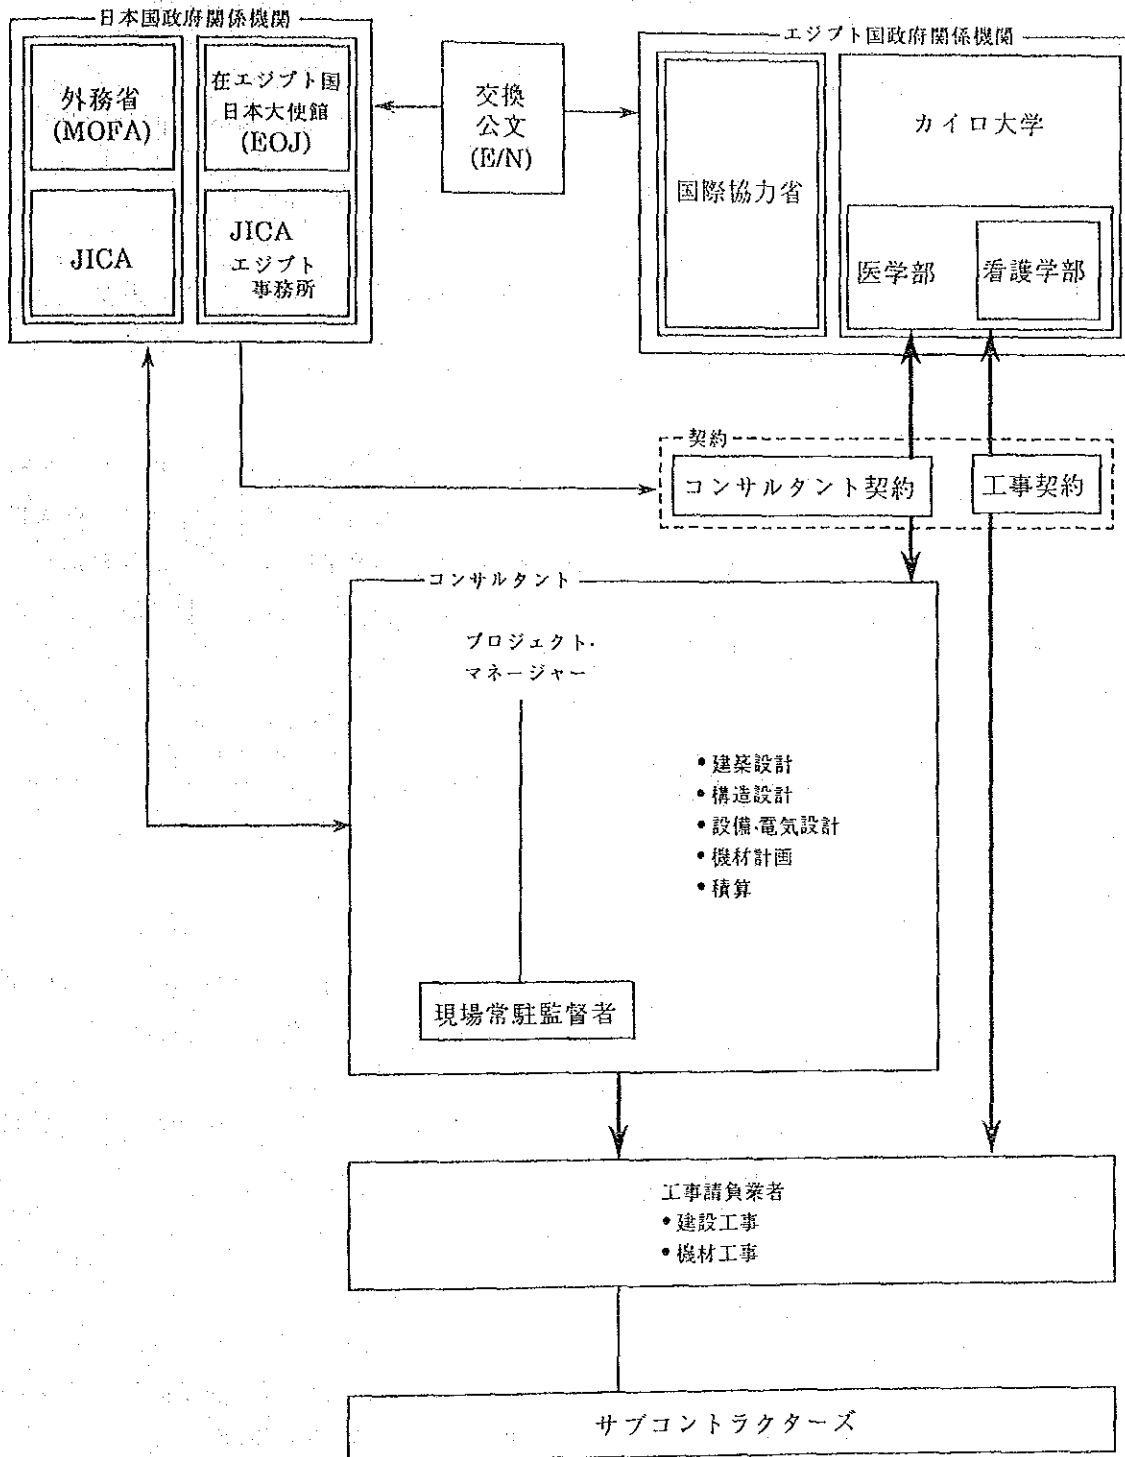 日本国政府関係機関
外務省
(MOFA)
在エジプト国
日本大使館
(EOJ)
JICA
JICA
エジプト
事務所
交換
公文
(E/N)
エジプト国政府関係機関
国際協力省
カイロ大学
医学部
看護学部
契約
コンサルタント契約
工事契約
コンサルタント
プロジェクト・
マネージャー
•建築設計
•構造設計
•設備・電気設計
•機材計画
•積算
現場常駐監督者
工事請負業者
•建設工事
•機材工事
サブコントラクターズ